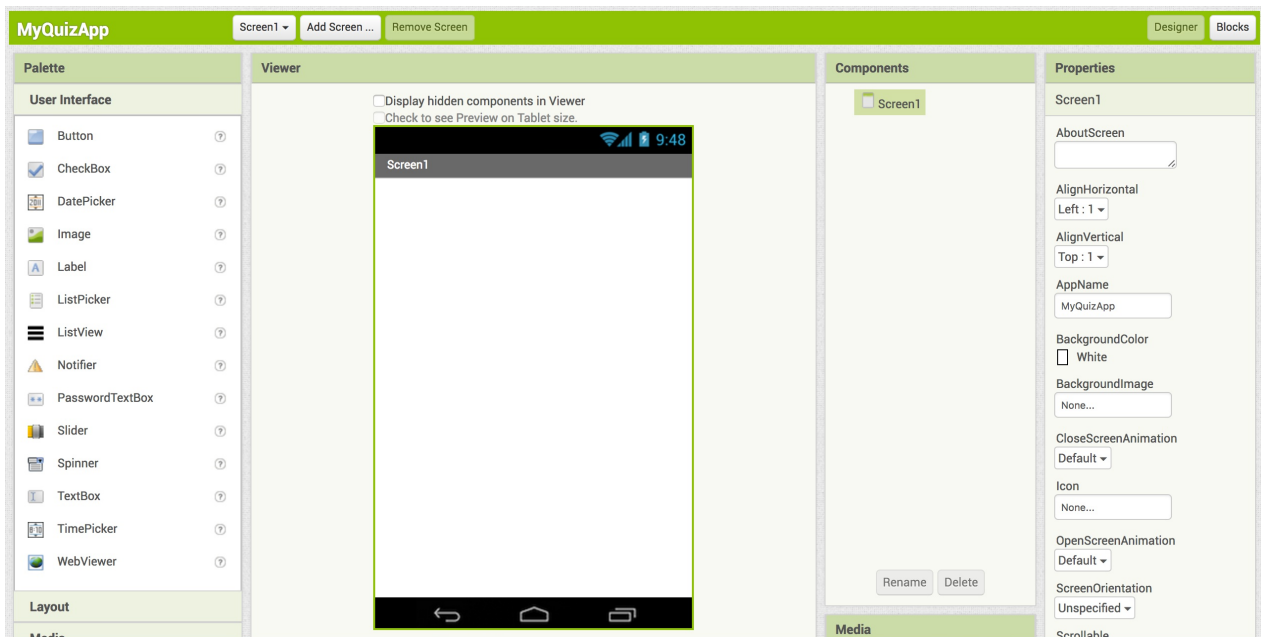 MyQuizApp
Screen1
Add Screen ...
Remove Screen
Designer
Blocks
Palette
User Interface
Button
CheckBox
DatePicker
Image
Label
ListPicker
ListView
Notifier
PasswordTextBox
Slider
Spinner
TextBox
TimePicker
WebViewer
Layout
Media
Viewer
Display hidden components in Viewer
Check to see Preview on Tablet size.
9:48
Screen1
Components
Screen1
Rename
Delete
Media
Properties
Screen1
AboutScreen
AlignHorizontal
Left : 1
AlignVertical
Top : 1
AppName
MyQuizApp
BackgroundColor
White
BackgroundImage
None...
CloseScreenAnimation
Default
Icon
None...
OpenScreenAnimation
Default
ScreenOrientation
Unspecified
Scrollable